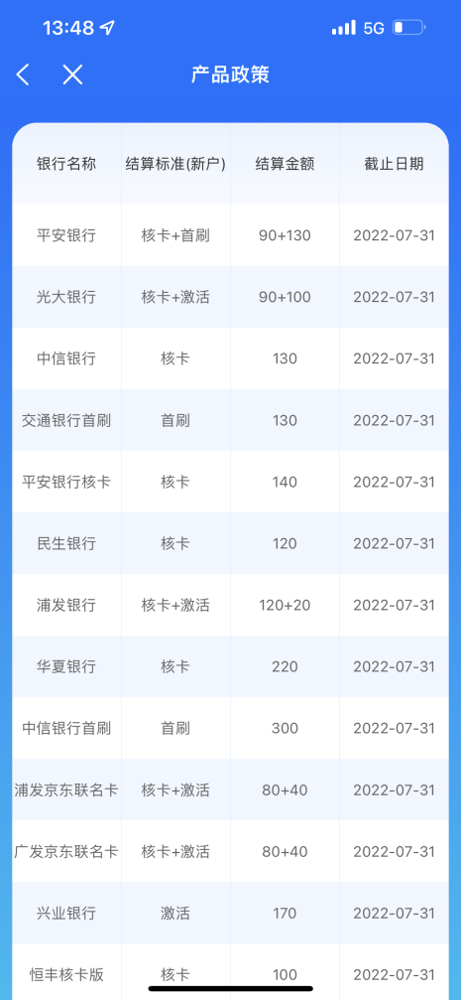 13:48 5G
产品政策
银行名称 结算标准(新户) 结算金额 截止日期
平安银行 核卡+首刷 90+130 2022-07-31
光大银行 核卡+激活 90+100 2022-07-31
中信银行 核卡 130 2022-07-31
交通银行首刷 首刷 130 2022-07-31
平安银行核卡 核卡 140 2022-07-31
民生银行 核卡 120 2022-07-31
浦发银行 核卡+激活 120+20 2022-07-31
华夏银行 核卡 220 2022-07-31
中信银行首刷 首刷 300 2022-07-31
浦发京东联名卡 核卡+激活 80+40 2022-07-31
广发京东联名卡 核卡+激活 80+40 2022-07-31
兴业银行 激活 170 2022-07-31
恒丰核卡版 核卡 100 2022-07-31